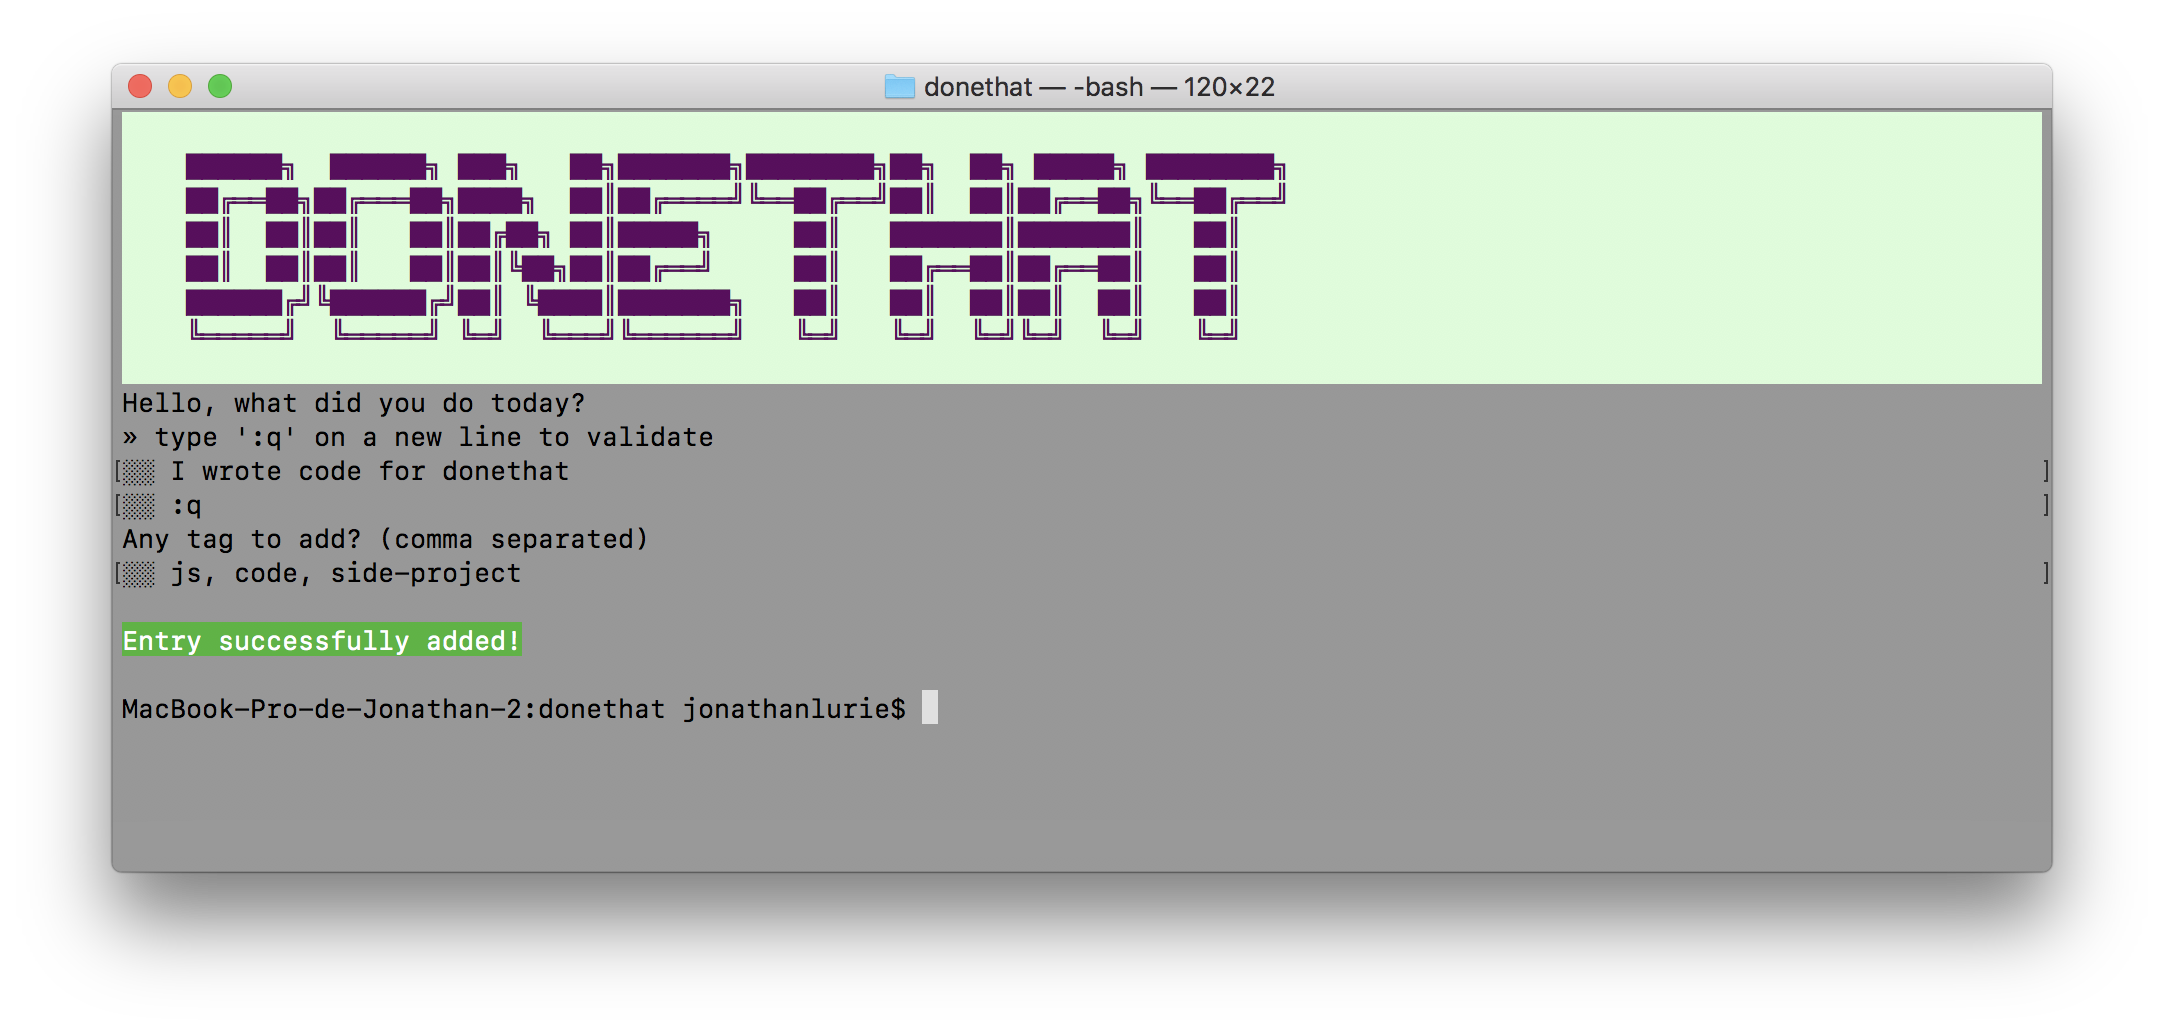 donethat — -bash — 120×22
DONETHAT
Hello, what did you do today?
» type ':q' on a new line to validate
[░░ I wrote code for donethat ]
[░░ :q ]
Any tag to add? (comma separated)
[░░ js, code, side-project ]
Entry successfully added!
MacBook-Pro-de-Jonathan-2:donethat jonathanlurie$